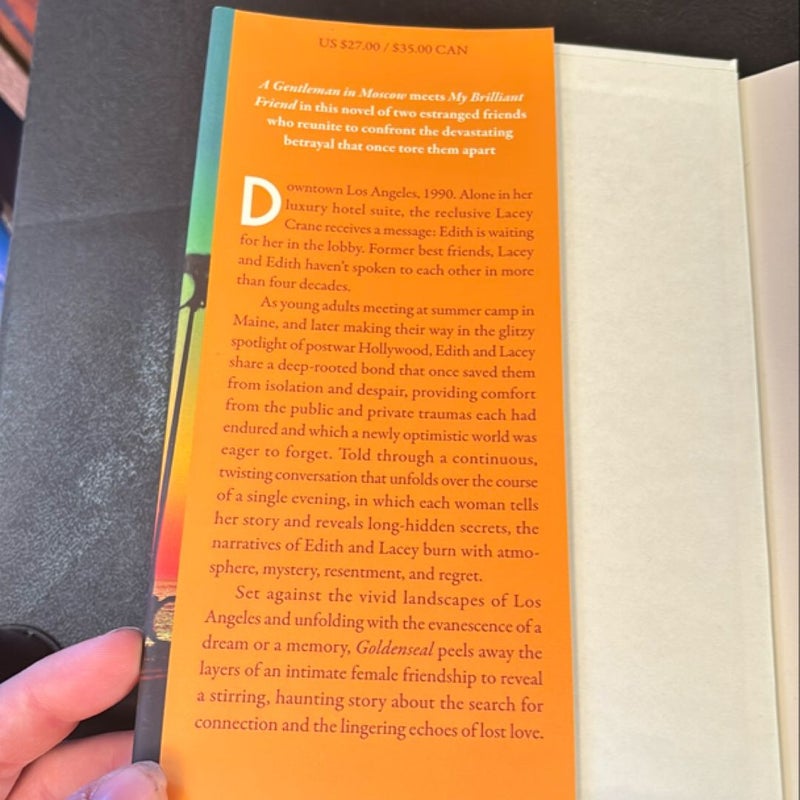 US $27.00 / $35.00 CAN
A Gentleman in Moscow meets My Brilliant
Friend in this novel of two estranged friends
who reunite to confront the devastating
betrayal that once tore them apart
Downtown Los Angeles, 1990. Alone in her
luxury hotel suite, the reclusive Lacey
Crane receives a message: Edith is waiting
for her in the lobby. Former best friends, Lacey
and Edith haven't spoken to each other in more
than four decades.
As young adults meeting at summer camp in
Maine, and later making their way in the glitzy
spotlight of postwar Hollywood, Edith and Lacey
share a deep-rooted bond that once saved them
from isolation and despair, providing comfort
from the public and private traumas each had
endured and which a newly optimistic world was
eager to forget. Told through a continuous,
twisting conversation that unfolds over the course
of a single evening, in which each woman tells
her story and reveals long-hidden secrets, the
narratives of Edith and Lacey burn with atmo-
sphere, mystery, resentment, and regret.
Set against the vivid landscapes of Los
Angeles and unfolding with the evanescence of a
dream or a memory, Goldenseal peels away the
layers of an intimate female friendship to reveal
a stirring, haunting story about the search for
connection and the lingering echoes of lost love.